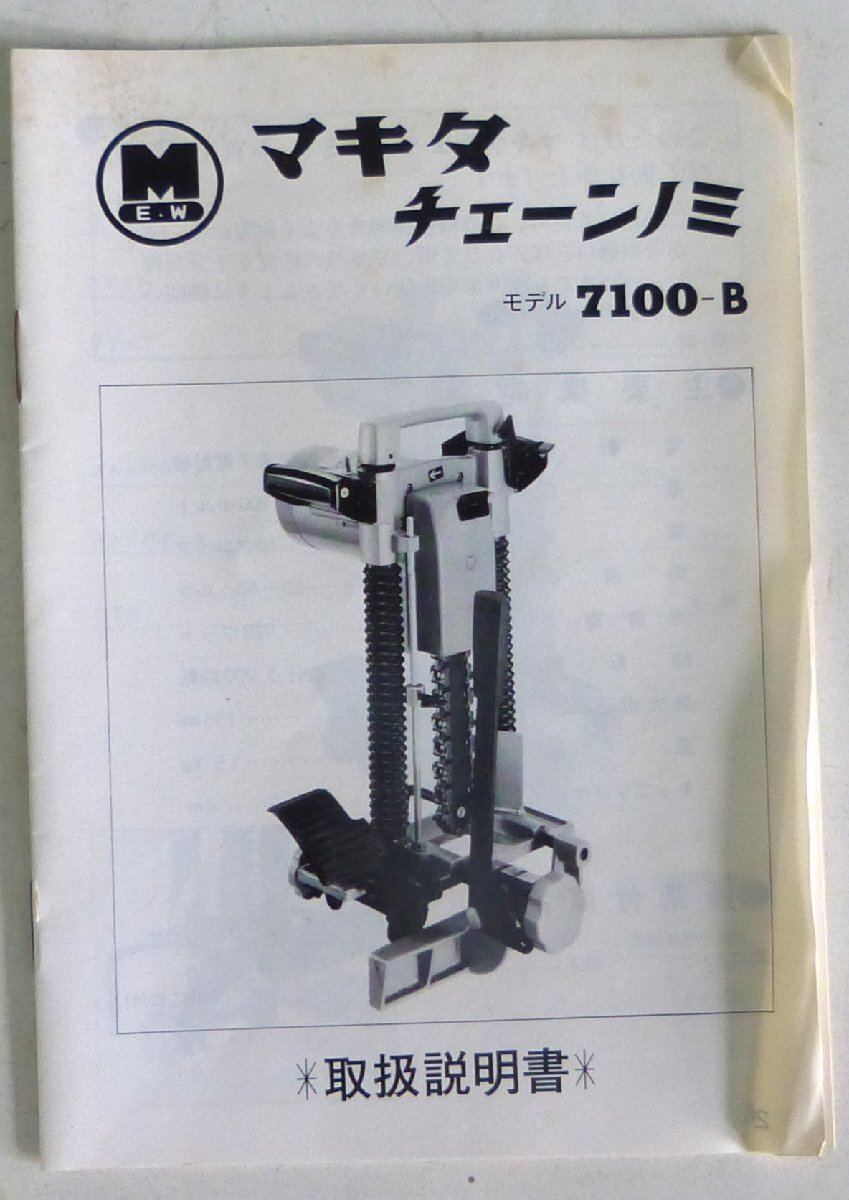 M
E.W
マキタ
チェーンノミ
モデル 7100-B
*取扱説明書*